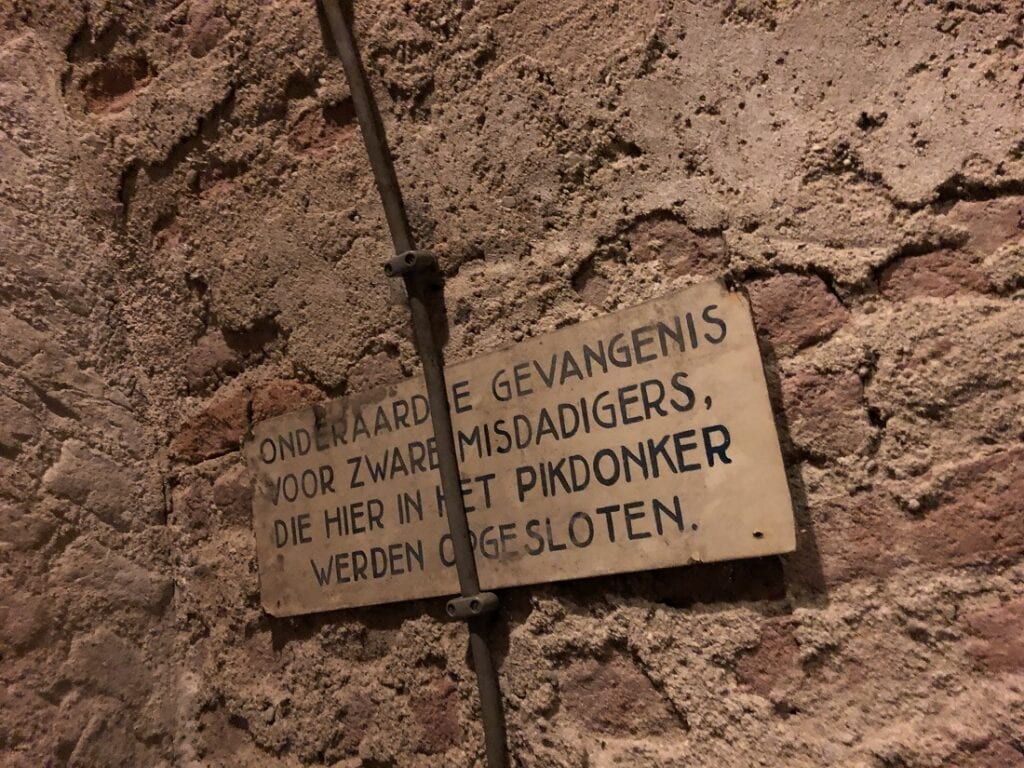 ONDERAARDSE GEVANGENIS
VOOR ZWARE MISDADIGERS,
DIE HIER IN HET PIKDONKER
WERDEN OPGESLOTEN.